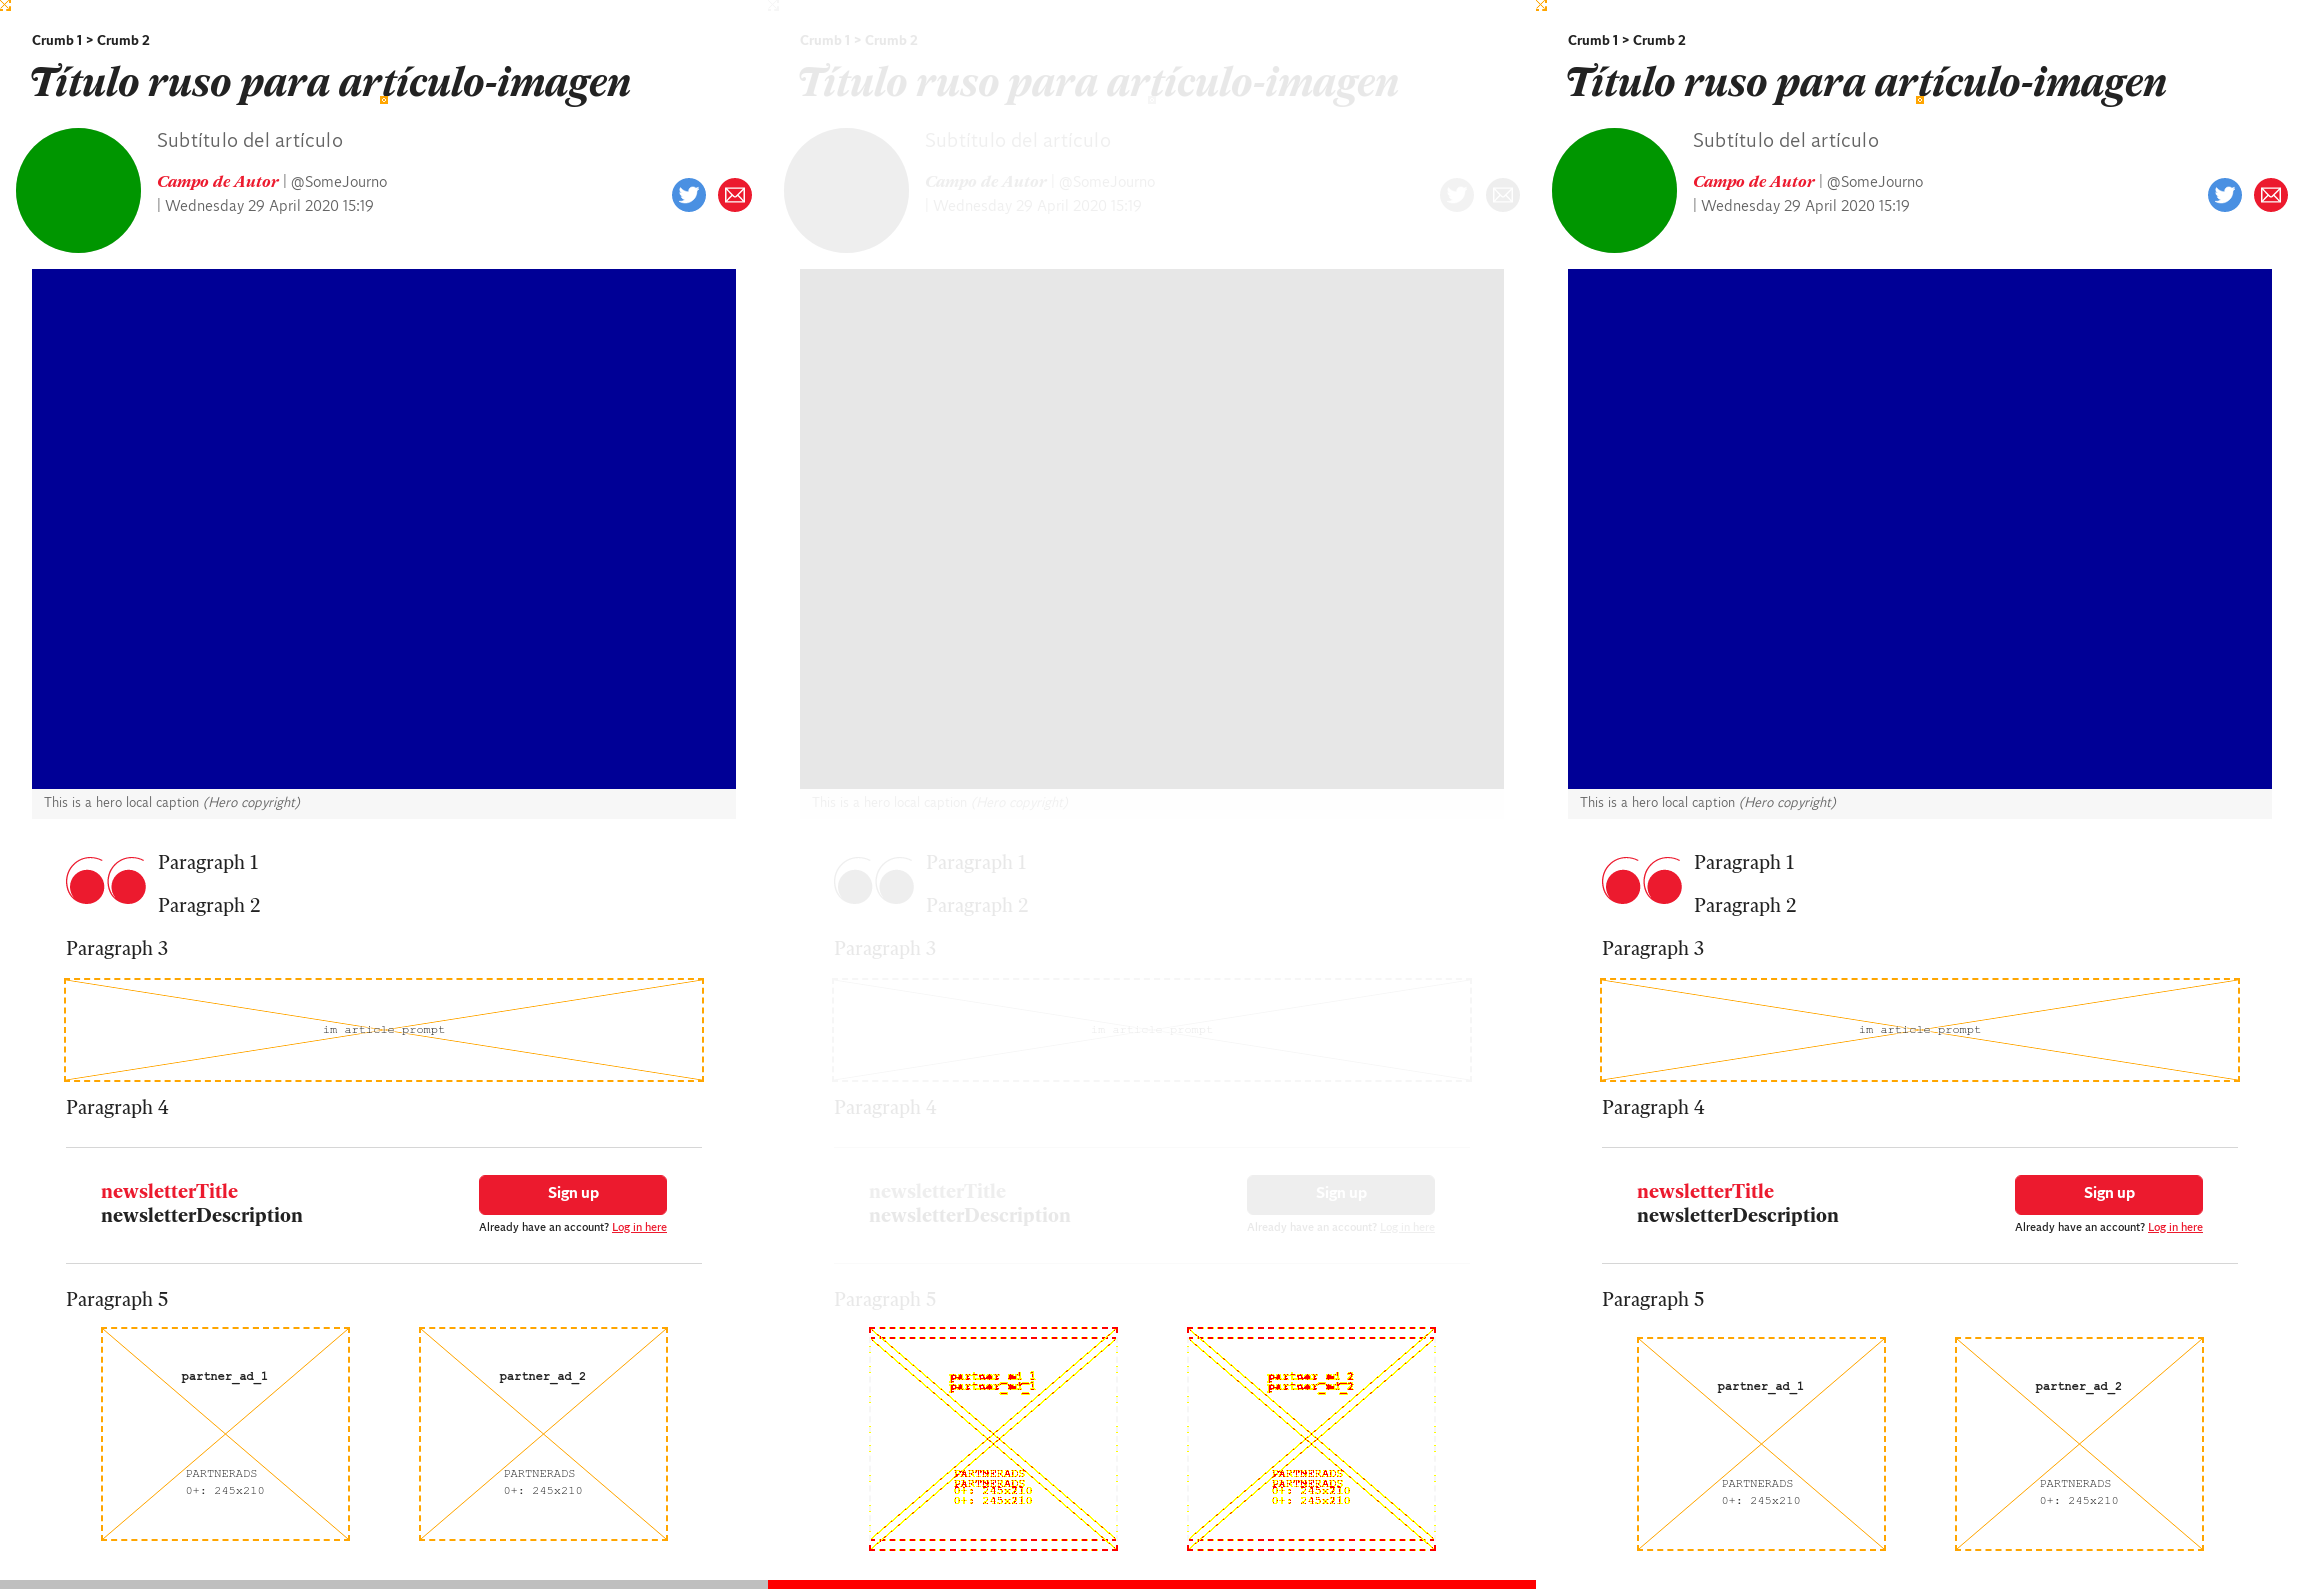 Crumb 1 > Crumb 2
Título ruso para artículo-imagen
Subtítulo del artículo
Campo de Autor | @SomeJourno
| Wednesday 29 April 2020 15:19
This is a hero local caption (Hero copyright)
Paragraph 1
Paragraph 2
Paragraph 3
im_article_prompt
Paragraph 4
newsletterTitle
newsletterDescription
Sign up
Already have an account? Log in here
Paragraph 5
partner_ad_1
PARTNERADS
0+: 245x210
partner_ad_2
PARTNERADS
0+: 245x210
Crumb 1 > Crumb 2
Título ruso para artículo-imagen
Subtítulo del artículo
Campo de Autor | @SomeJourno
| Wednesday 29 April 2020 15:19
This is a hero local caption (Hero copyright)
Paragraph 1
Paragraph 2
Paragraph 3
im_article_prompt
Paragraph 4
newsletterTitle
newsletterDescription
Sign up
Already have an account? Log in here
Paragraph 5
partner_ad_1
partner_ad_1
PARTNERADS
PARTNERADS
0+: 245x210
0+: 245x210
partner_ad_2
partner_ad_2
PARTNERADS
PARTNERADS
0+: 245x210
0+: 245x210
Crumb 1 > Crumb 2
Título ruso para artículo-imagen
Subtítulo del artículo
Campo de Autor | @SomeJourno
| Wednesday 29 April 2020 15:19
This is a hero local caption (Hero copyright)
Paragraph 1
Paragraph 2
Paragraph 3
im_article_prompt
Paragraph 4
newsletterTitle
newsletterDescription
Sign up
Already have an account? Log in here
Paragraph 5
partner_ad_1
PARTNERADS
0+: 245x210
partner_ad_2
PARTNERADS
0+: 245x210